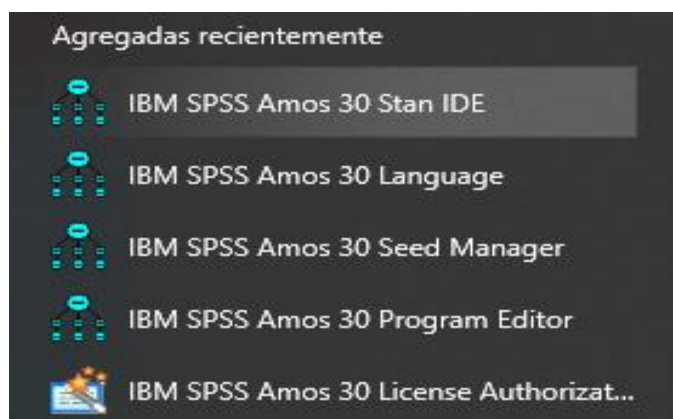 Agregadas recientemente
IBM SPSS Amos 30 Stan IDE
IBM SPSS Amos 30 Language
IBM SPSS Amos 30 Seed Manager
IBM SPSS Amos 30 Program Editor
IBM SPSS Amos 30 License Authorizat...